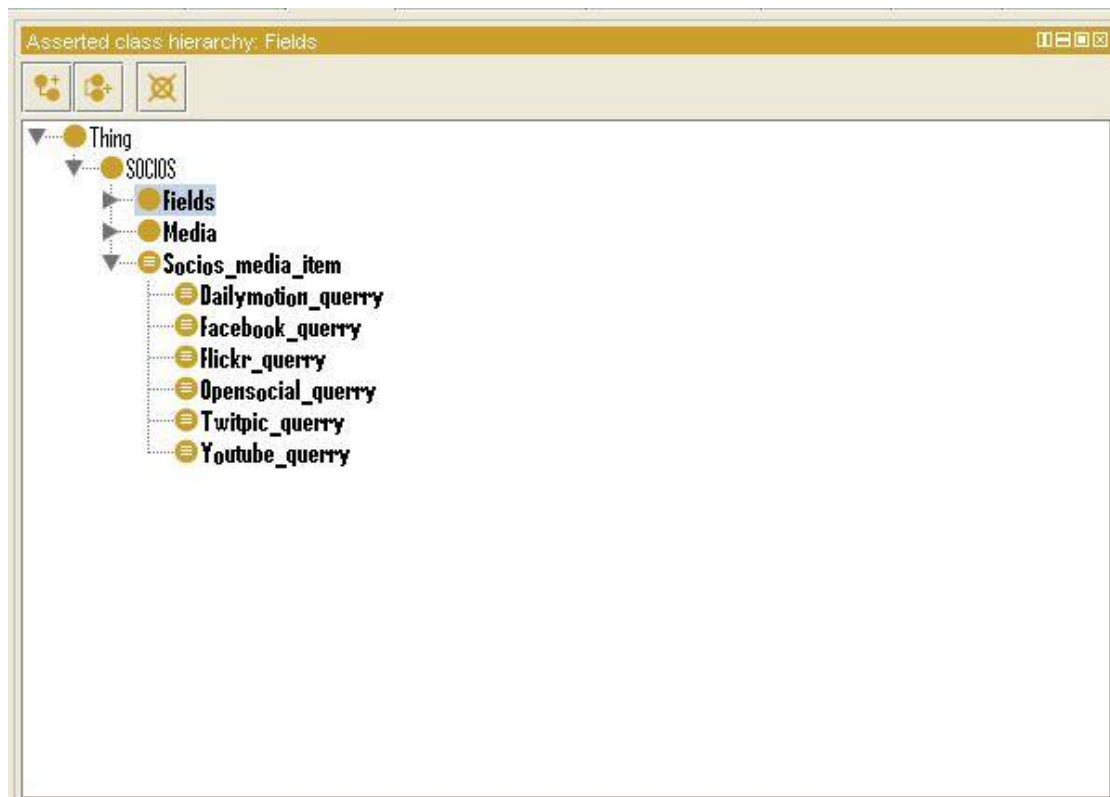 Asserted class hierarchy: Fields
Thing
SOCIOS
Fields
Media
Socios_media_item
Dailymotion_querry
Facebook_querry
Flickr_querry
Opensocial_querry
Twitpic_querry
Youtube_querry